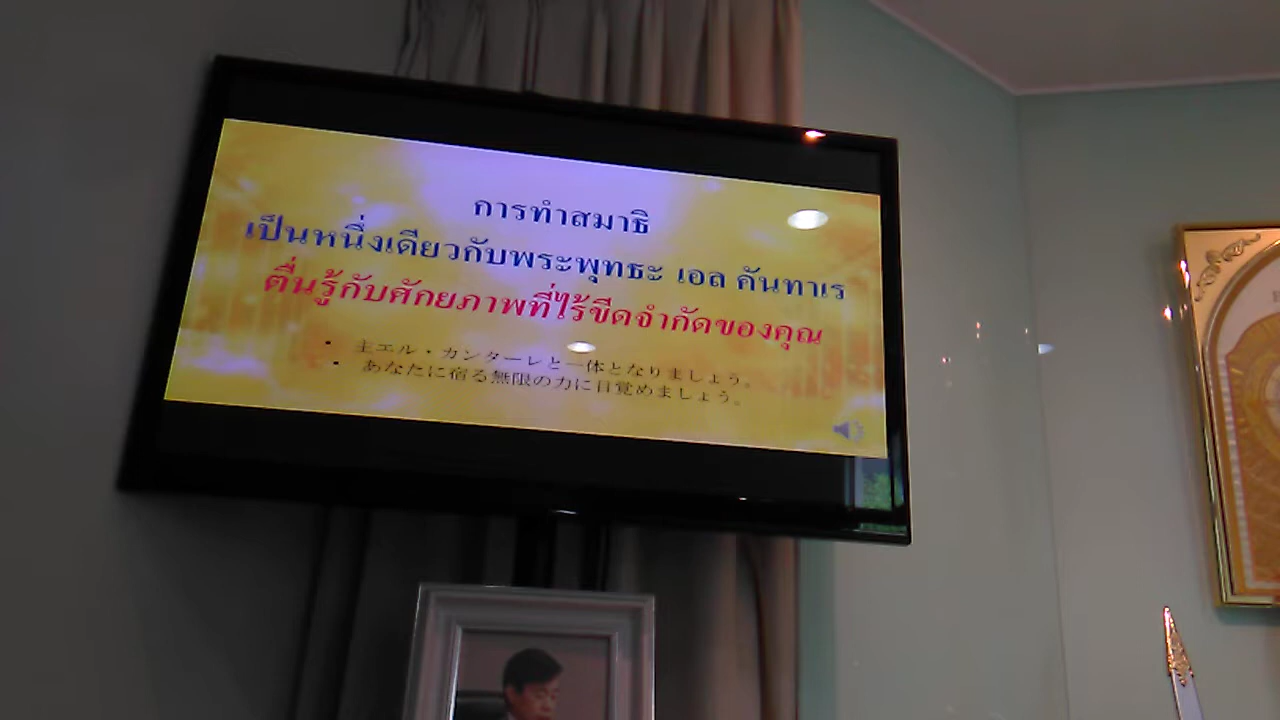 การทำสมาธิ
เป็นหนึ่งเดียวกับพระพุทธะ เอล คันทาเร
ตื่นรู้กับศักยภาพที่ไร้ขีดจำกัดของคุณ
• 主エル・カンターレと一体となりましょう。
• あなたに宿る無限の力に目覚めましょう。